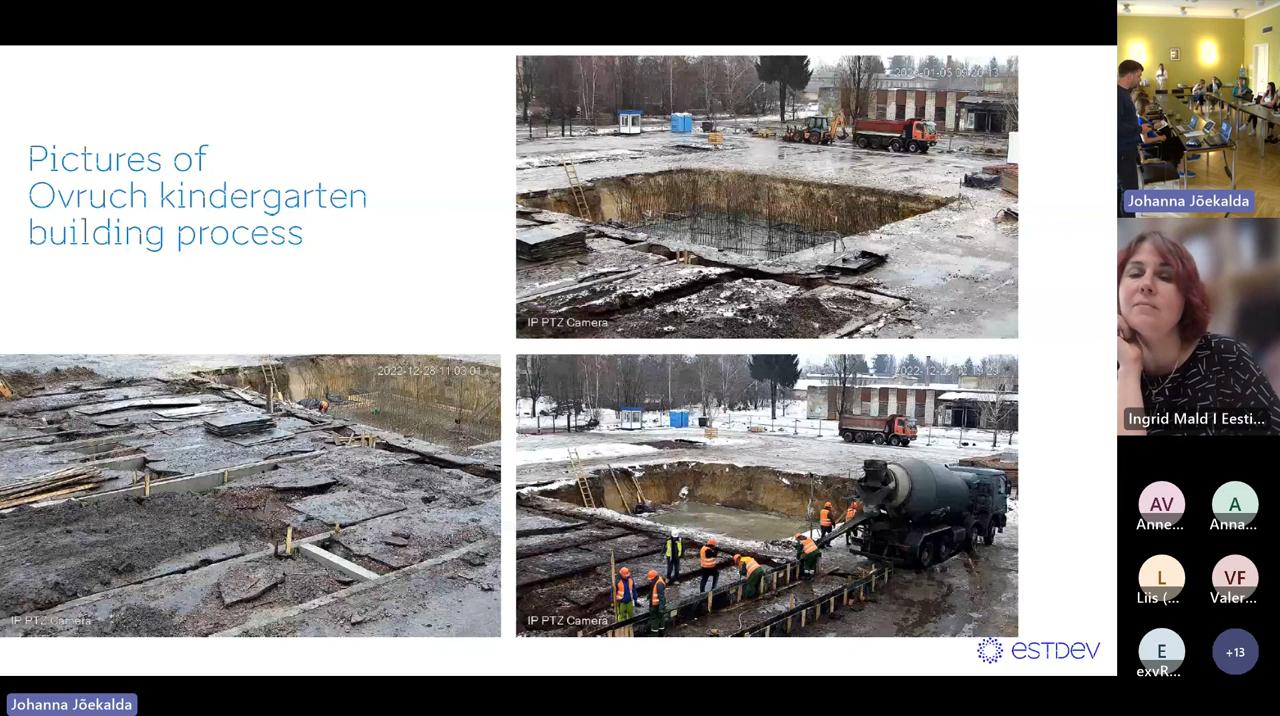 Pictures of
Ovruch kindergarten
building process
IP PTZ Camera
2022-12-28 11:03:01
IP PTZ Camera
IP PTZ Camera
ESTDEV
Johanna Jõekalda
Johanna Jõekalda
Ingrid Mald I Eesti...
AV
Anne...
A
Anna...
L
Liis (...
VF
Valer...
E
exvR...
+13